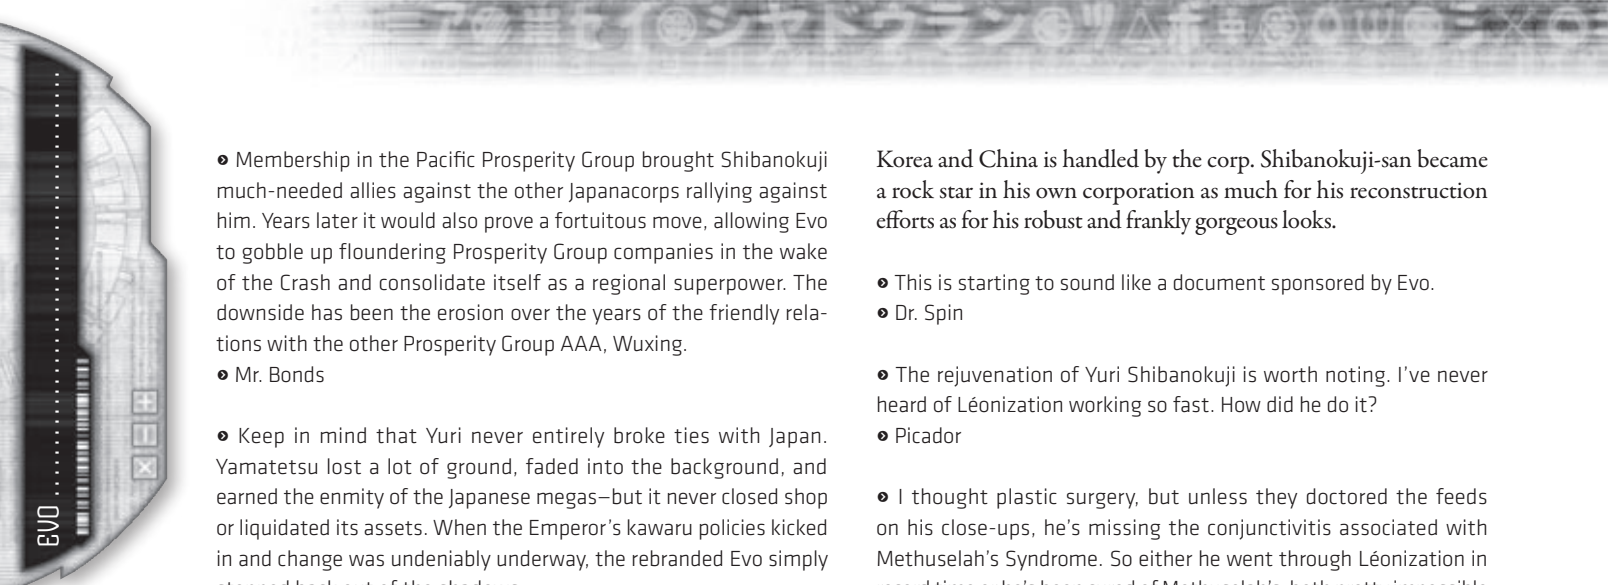 アセイシャドウラン
EVO
Membership in the Pacific Prosperity Group brought Shibanokuji
much-needed allies against the other Japanacorps rallying against
him. Years later it would also prove a fortuitous move, allowing Evo
to gobble up floundering Prosperity Group companies in the wake
of the Crash and consolidate itself as a regional superpower. The
downside has been the erosion over the years of the friendly rela-
tions with the other Prosperity Group AAA, Wuxing.
Mr. Bonds
Keep in mind that Yuri never entirely broke ties with Japan.
Yamatetsu lost a lot of ground, faded into the background, and
earned the enmity of the Japanese megas—but it never closed shop
or liquidated its assets. When the Emperor’s kawaru policies kicked
in and change was undeniably underway, the rebranded Evo simply
Korea and China is handled by the corp. Shibanokuji-san became
a rock star in his own corporation as much for his reconstruction
efforts as for his robust and frankly gorgeous looks.
This is starting to sound like a document sponsored by Evo.
Dr. Spin
The rejuvenation of Yuri Shibanokuji is worth noting. I’ve never
heard of Léonization working so fast. How did he do it?
Picador
I thought plastic surgery, but unless they doctored the feeds
on his close-ups, he’s missing the conjunctivitis associated with
Methuselah’s Syndrome. So either he went through Léonization in